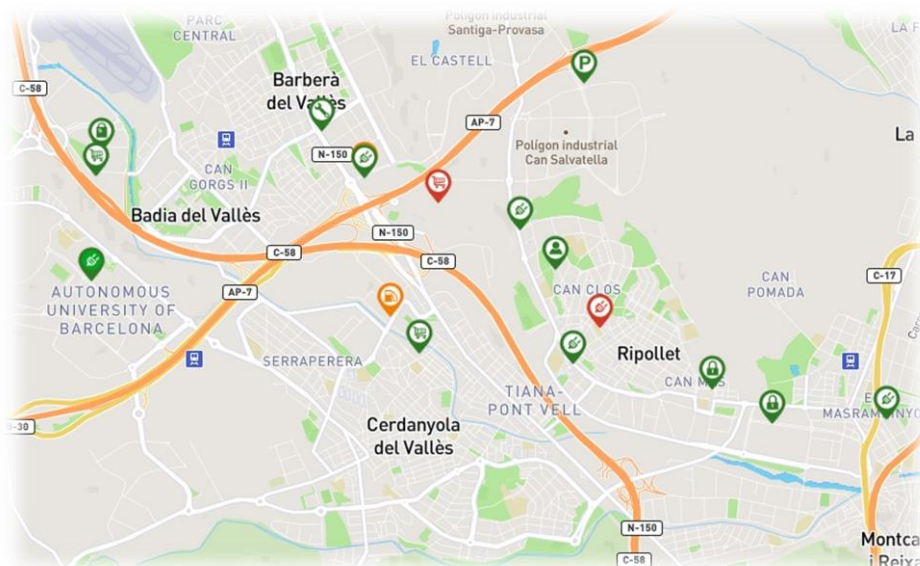 Polígon industrial
Santiga-Provasa
PARC
CENTRAL
LA F
EL CASTELL
C-58
Barberà
del Vallès
P
AP-7
Polígon industrial
Can Salvatella
La
N-150
CAN
GORGS II
Badia del Vallès
N-150
C-58
C-58
AP-7
AUTONOMOUS
UNIVERSITY OF
BARCELONA
CAN CLOS
CAN
POMADA
C-17
SERRAPERERA
Ripollet
CAN MAS
TIANA-
PONT VELL
Cerdanyola
del Vallès
-30
N-150
C-58
Montca
i Reixa